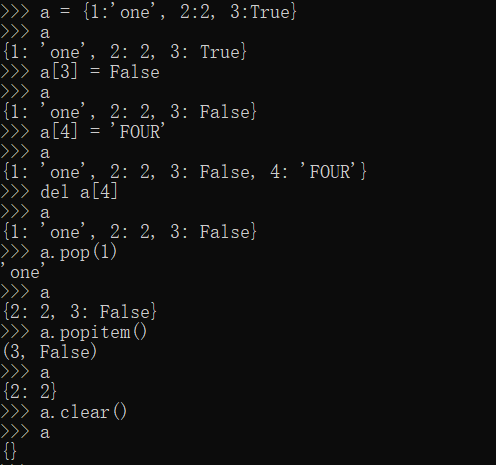 >>> a = {1:'one', 2:2, 3:True}
>>> a
{1: 'one', 2: 2, 3: True}
>>> a[3] = False
>>> a
{1: 'one', 2: 2, 3: False}
>>> a[4] = 'FOUR'
>>> a
{1: 'one', 2: 2, 3: False, 4: 'FOUR'}
>>> del a[4]
>>> a
{1: 'one', 2: 2, 3: False}
>>> a.pop(1)
'one'
>>> a
{2: 2, 3: False}
>>> a.popitem()
(3, False)
>>> a
{2: 2}
>>> a.clear()
>>> a
{}